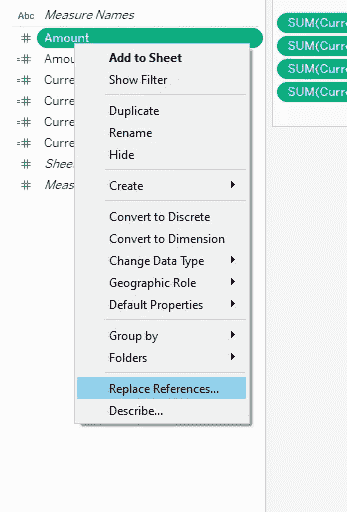 Abc Measure Names
Amount
Amou
Curre
Curre
Curre
Curre
Sheet
Meas
Add to Sheet
Show Filter
Duplicate
Rename
Hide
Create
Convert to Discrete
Convert to Dimension
Change Data Type
Geographic Role
Default Properties
Group by
Folders
Replace References...
Describe...
SUM(Curre
SUM(Curre
SUM(Curre
SUM(Curre